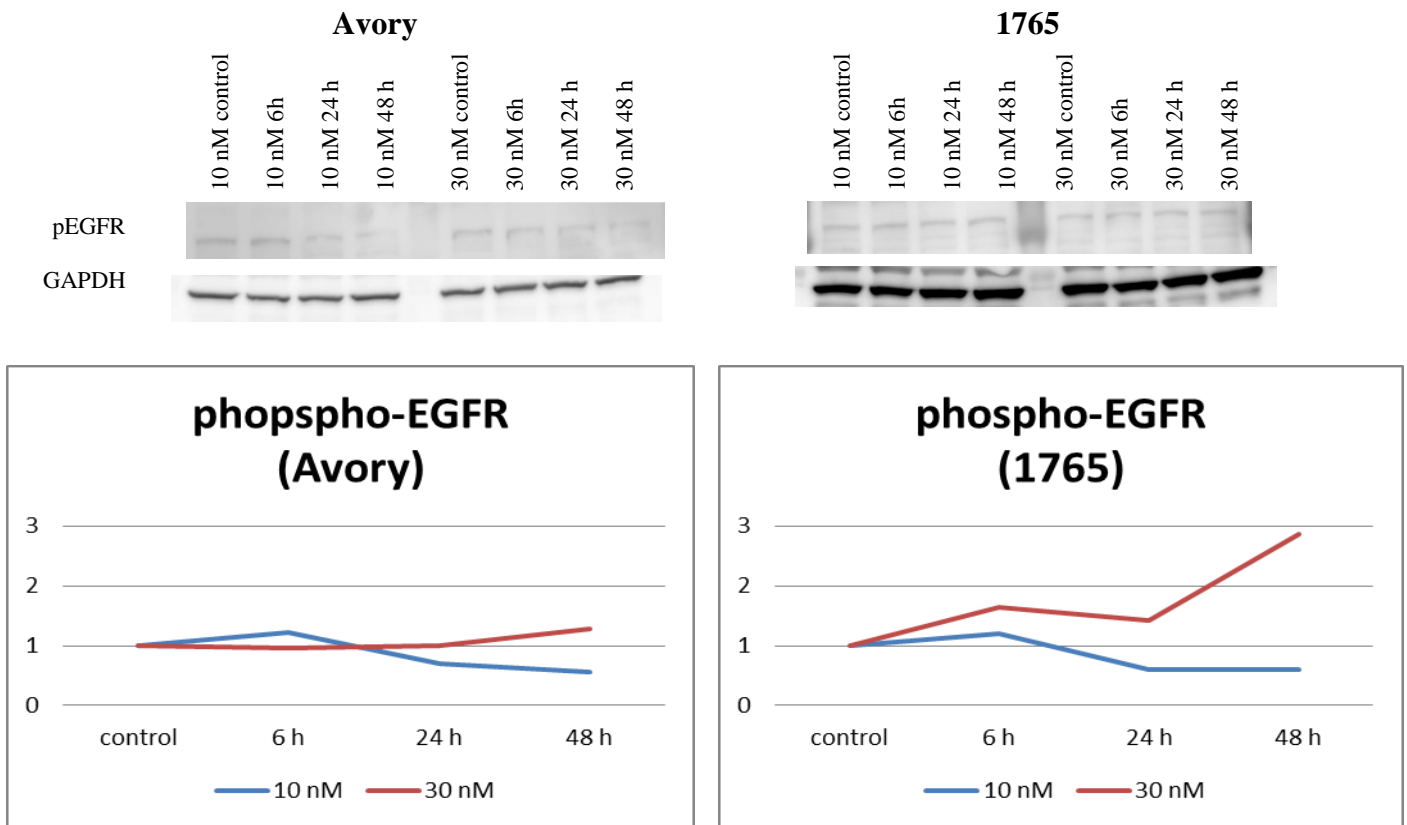 Avory
1765
10 nM control
10 nM 6h
10 nM 24 h
10 nM 48 h
30 nM control
30 nM 6h
30 nM 24 h
30 nM 48 h
10 nM control
10 nM 6h
10 nM 24 h
10 nM 48 h
30 nM control
30 nM 6h
30 nM 24 h
30 nM 48 h
pEGFR
GAPDH
phopspho-EGFR
(Avory)
3
2
1
0
control 6 h 24 h 48 h
10 nM 30 nM
phospho-EGFR
(1765)
3
2
1
0
control 6 h 24 h 48 h
10 nM 30 nM